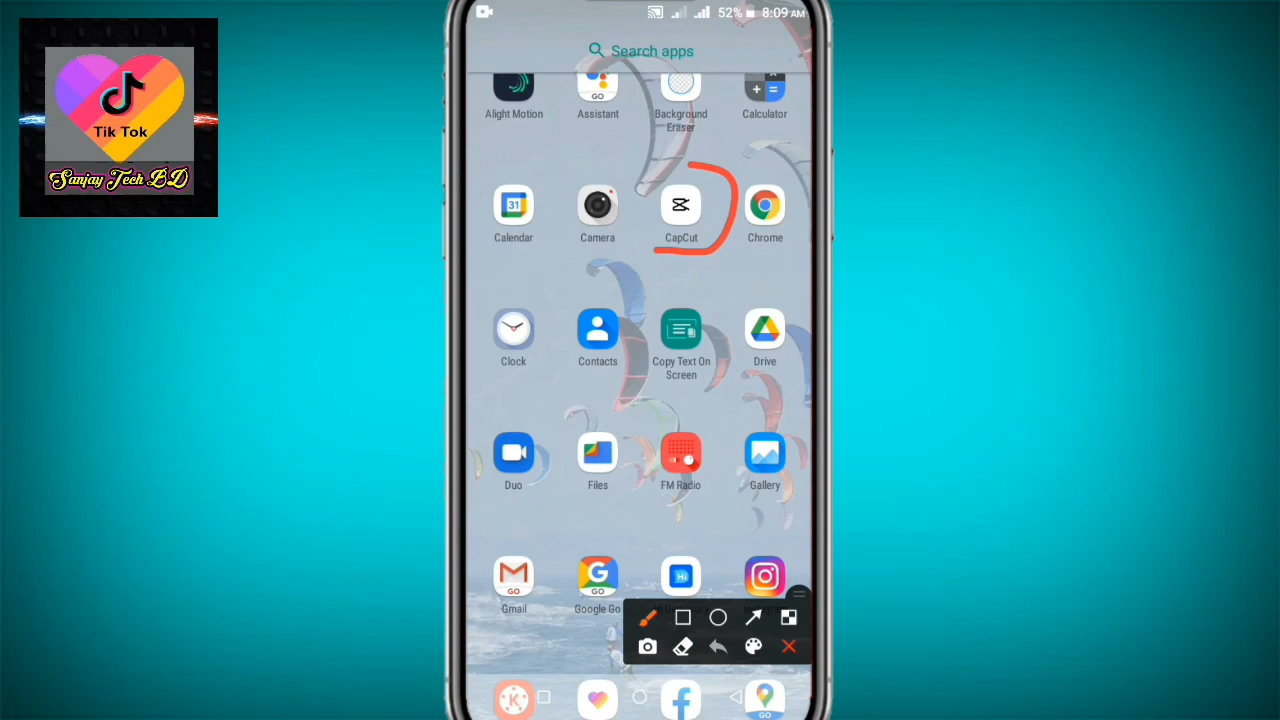 52% 8:09 AM
Search apps
Tik Tok
Sanjay Tech BD
Alight Motion
GO
Assistant
Background
Eraser
Calculator
31
Calendar
Camera
CapCut
Chrome
Clock
Contacts
Copy Text On
Screen
Drive
Duo
Files
FM Radio
Gallery
GO
Gmail
GO
Google Go
Hi
GO